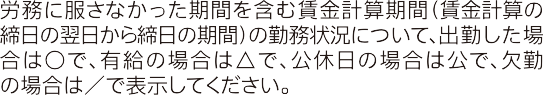 労務に服さなかった期間を含む賃金計算期間(賃金計算の
締日の翌日から締日の期間)の勤務状況について、出勤した場
合は〇で、有給の場合は△で、公休日の場合は公で、欠勤
の場合は／で表示してください。